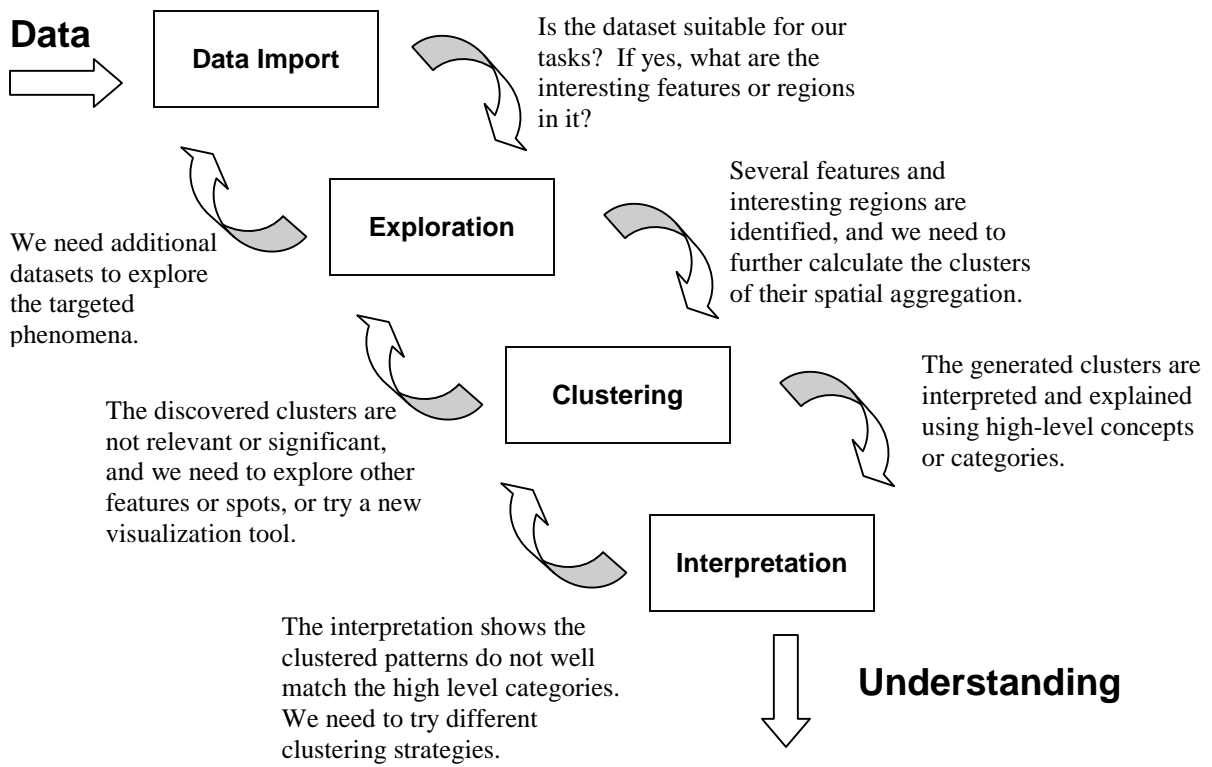 Data
Data Import
Is the dataset suitable for our
tasks? If yes, what are the
interesting features or regions
in it?
Exploration
Several features and
interesting regions are
identified, and we need to
further calculate the clusters
of their spatial aggregation.
We need additional
datasets to explore
the targeted
phenomena.
Clustering
The generated clusters are
interpreted and explained
using high-level concepts
or categories.
The discovered clusters are
not relevant or significant,
and we need to explore other
features or spots, or try a new
visualization tool.
Interpretation
The interpretation shows the
clustered patterns do not well
match the high level categories.
We need to try different
clustering strategies.
Understanding